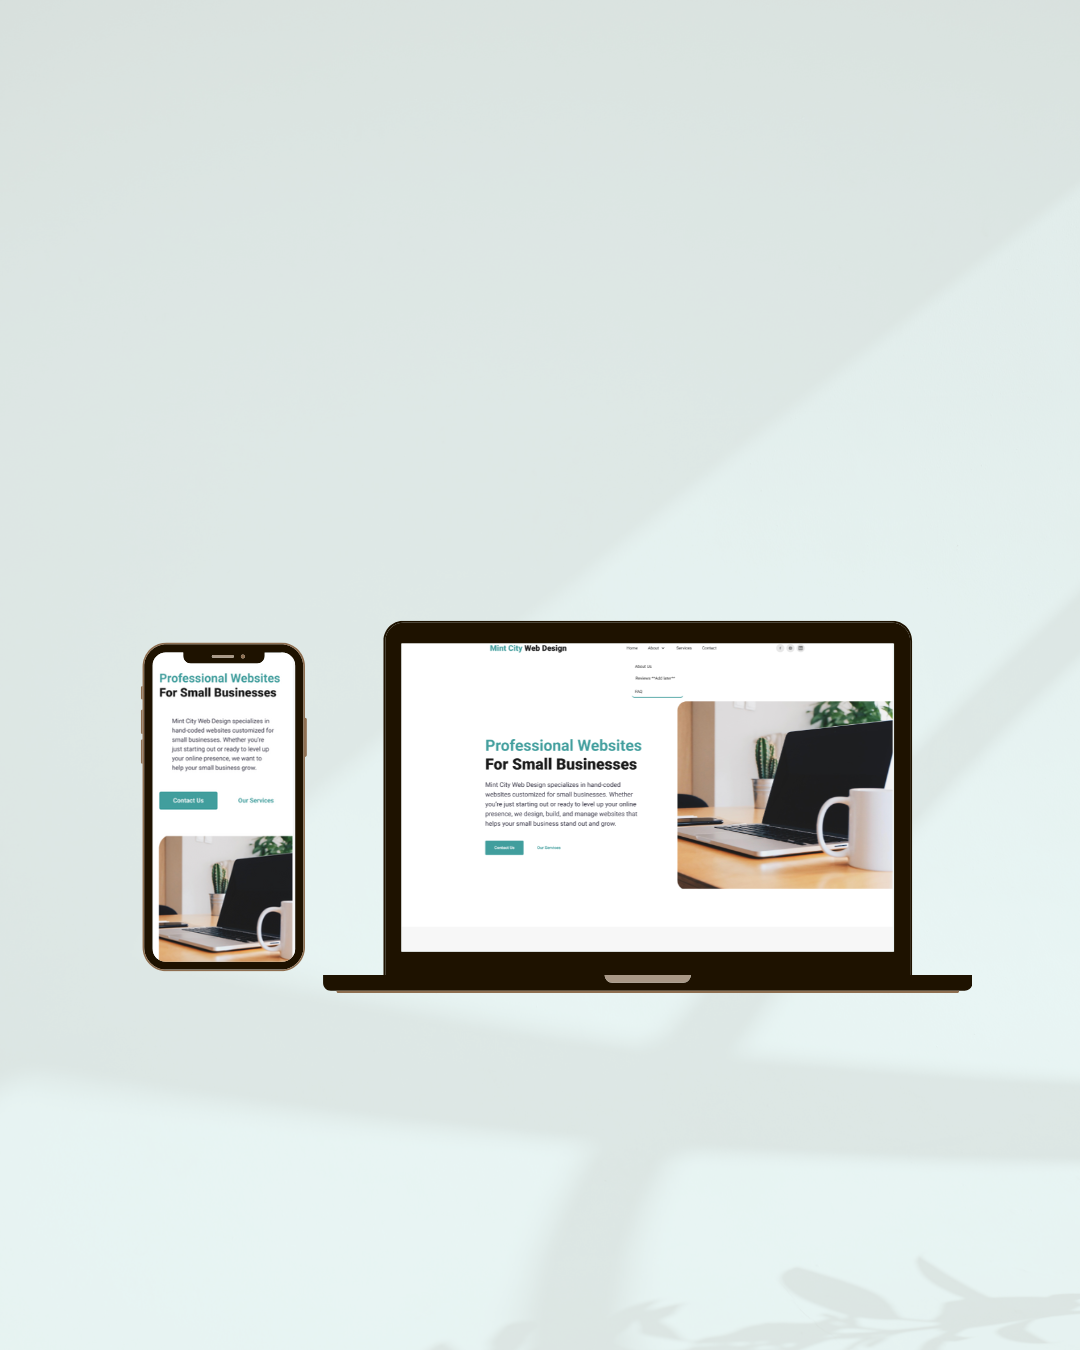 Professional Websites
For Small Businesses
Mint City Web Design specializes in
hand-coded websites customized for
small businesses. Whether you're
just starting out or ready to level up
your online presence, we want to
help your small business grow.
Contact Us Our Services
Mint City Web Design Home About Services Contact
About Us
Reviews **Add later**
FAQ
Professional Websites
For Small Businesses
Mint City Web Design specializes in hand-coded
websites customized for small businesses. Whether
you're just starting out or ready to level up your online
presence, we design, build, and manage websites that
helps your small business stand out and grow.
Contact Us Our Services